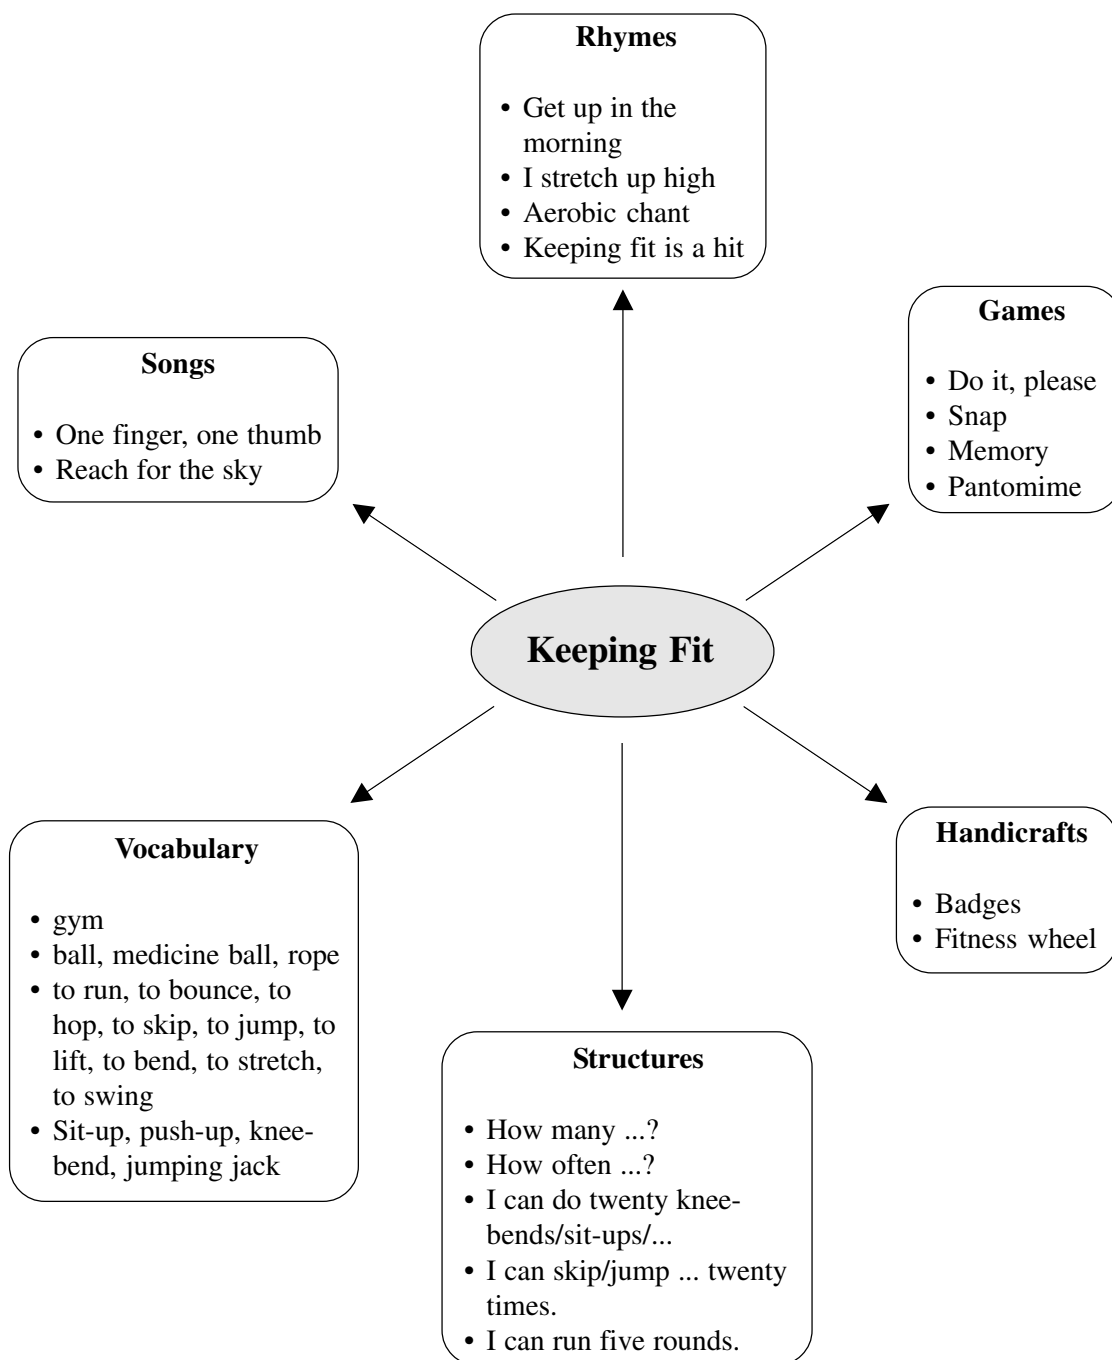 Rhymes
• Get up in the
morning
• I stretch up high
• Aerobic chant
• Keeping fit is a hit
Games
• Do it, please
• Snap
• Memory
• Pantomime
Songs
• One finger, one thumb
• Reach for the sky
Keeping Fit
Vocabulary
• gym
• ball, medicine ball, rope
• to run, to bounce, to
hop, to skip, to jump, to
lift, to bend, to stretch,
to swing
• Sit-up, push-up, knee-
bend, jumping jack
Handicrafts
• Badges
• Fitness wheel
Structures
• How many ...?
• How often ...?
• I can do twenty knee-
bends/sit-ups/...
• I can skip/jump ... twenty
times.
• I can run five rounds.